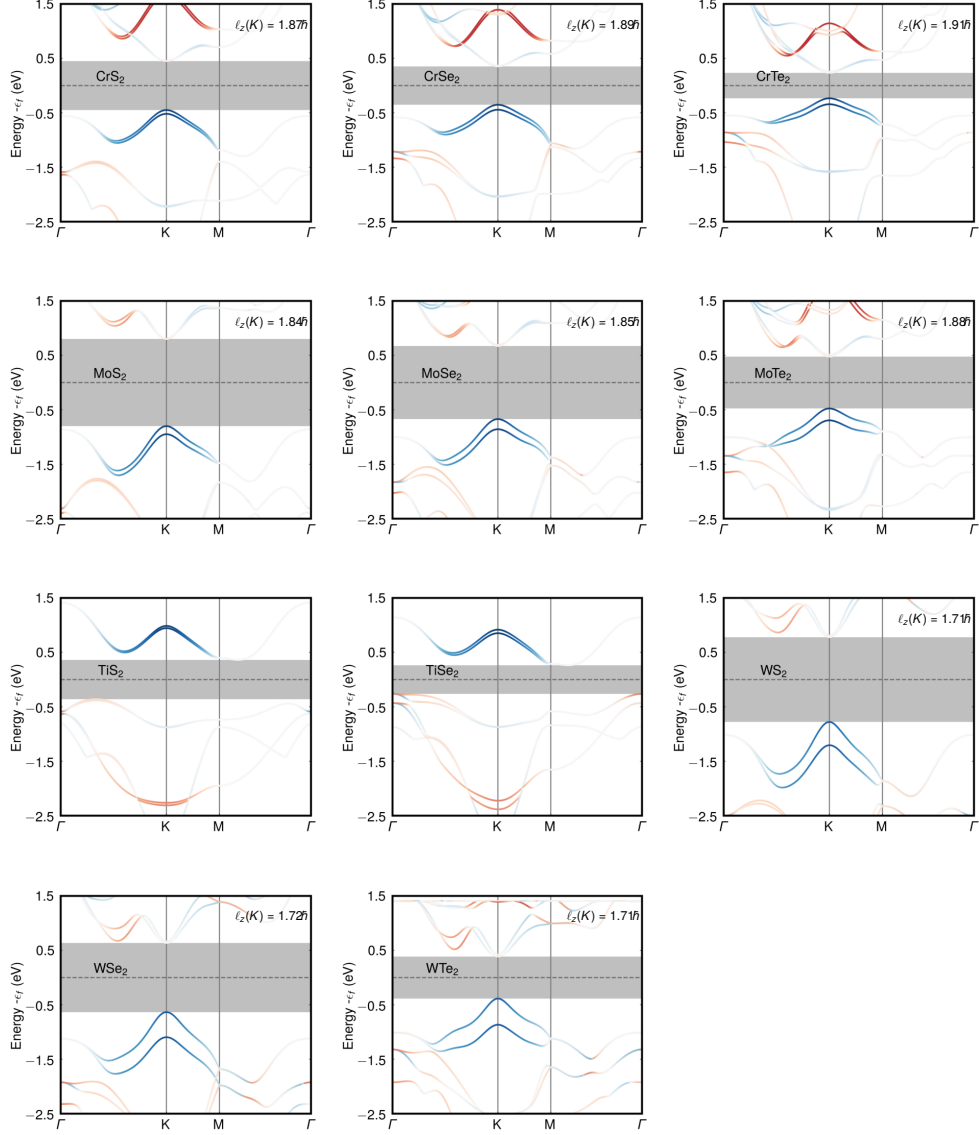 1.5
0.5
−0.5
−1.5
−2.5
Energy -ϵf (eV)
ℓz(K) = 1.87ħ
CrS2
Γ K M Γ
1.5
0.5
−0.5
−1.5
−2.5
Energy -ϵf (eV)
ℓz(K) = 1.89ħ
CrSe2
Γ K M Γ
1.5
0.5
−0.5
−1.5
−2.5
Energy -ϵf (eV)
ℓz(K) = 1.91ħ
CrTe2
Γ K M Γ
1.5
0.5
−0.5
−1.5
−2.5
Energy -ϵf (eV)
ℓz(K) = 1.84ħ
MoS2
Γ K M Γ
1.5
0.5
−0.5
−1.5
−2.5
Energy -ϵf (eV)
ℓz(K) = 1.85ħ
MoSe2
Γ K M Γ
1.5
0.5
−0.5
−1.5
−2.5
Energy -ϵf (eV)
ℓz(K) = 1.88ħ
MoTe2
Γ K M Γ
1.5
0.5
−0.5
−1.5
−2.5
Energy -ϵf (eV)
TiS2
Γ K M Γ
1.5
0.5
−0.5
−1.5
−2.5
Energy -ϵf (eV)
TiSe2
Γ K M Γ
1.5
0.5
−0.5
−1.5
−2.5
Energy -ϵf (eV)
ℓz(K) = 1.71ħ
WS2
Γ K M Γ
1.5
0.5
−0.5
−1.5
−2.5
Energy -ϵf (eV)
ℓz(K) = 1.72ħ
WSe2
Γ K M Γ
1.5
0.5
−0.5
−1.5
−2.5
Energy -ϵf (eV)
ℓz(K) = 1.71ħ
WTe2
Γ K M Γ